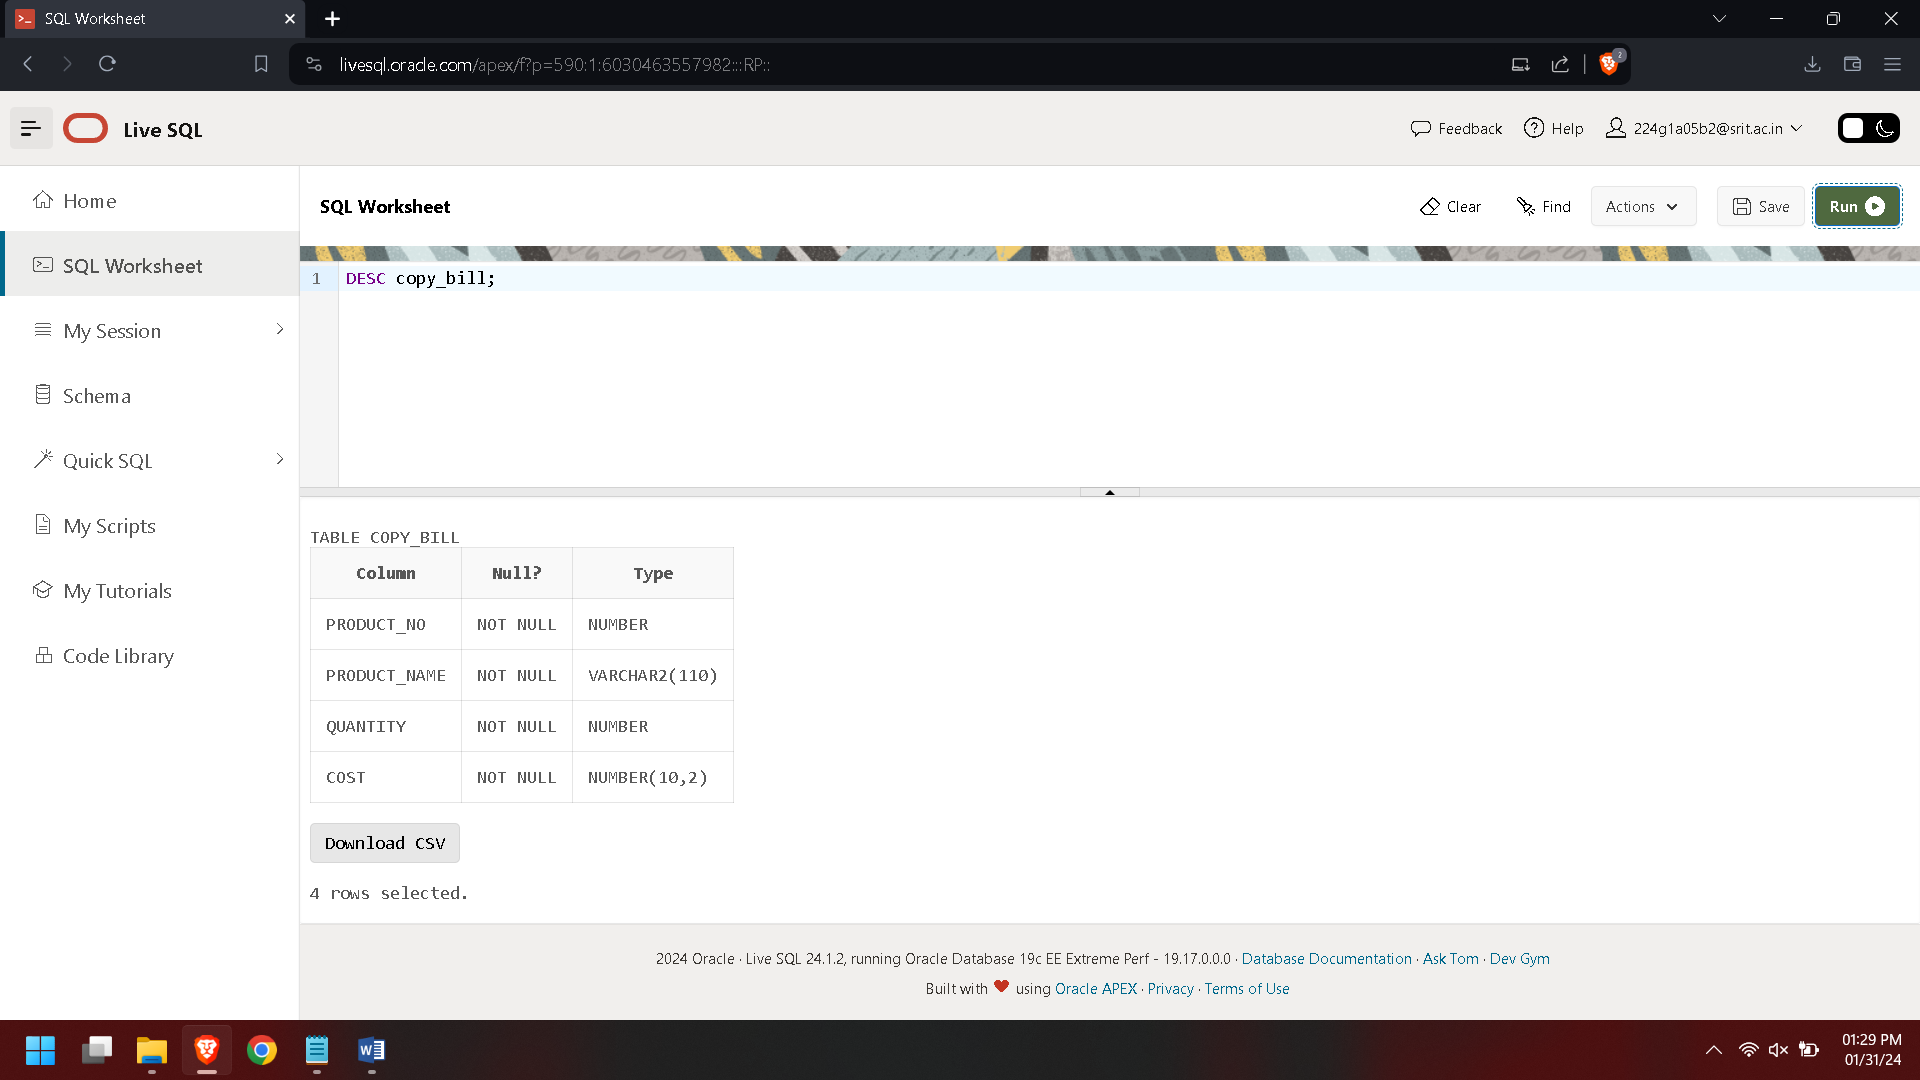 SQL Worksheet
livesql.oracle.com/apex/f?p=590:1:6030463557982:::RP::
2
Live SQL
Feedback
Help
224g1a05b2@srit.ac.in
Home
SQL Worksheet
My Session
Schema
Quick SQL
My Scripts
My Tutorials
Code Library
SQL Worksheet
Clear
Find
Actions
Save
Run
1 DESC copy_bill;
TABLE COPY_BILL
Column Null? Type
PRODUCT_NO NOT NULL NUMBER
PRODUCT_NAME NOT NULL VARCHAR2(110)
QUANTITY NOT NULL NUMBER
COST NOT NULL NUMBER(10,2)
Download CSV
4 rows selected.
2024 Oracle · Live SQL 24.1.2, running Oracle Database 19c EE Extreme Perf - 19.17.0.0.0 · Database Documentation · Ask Tom · Dev Gym
Built with ❤ using Oracle APEX · Privacy · Terms of Use
01:29 PM
01/31/24